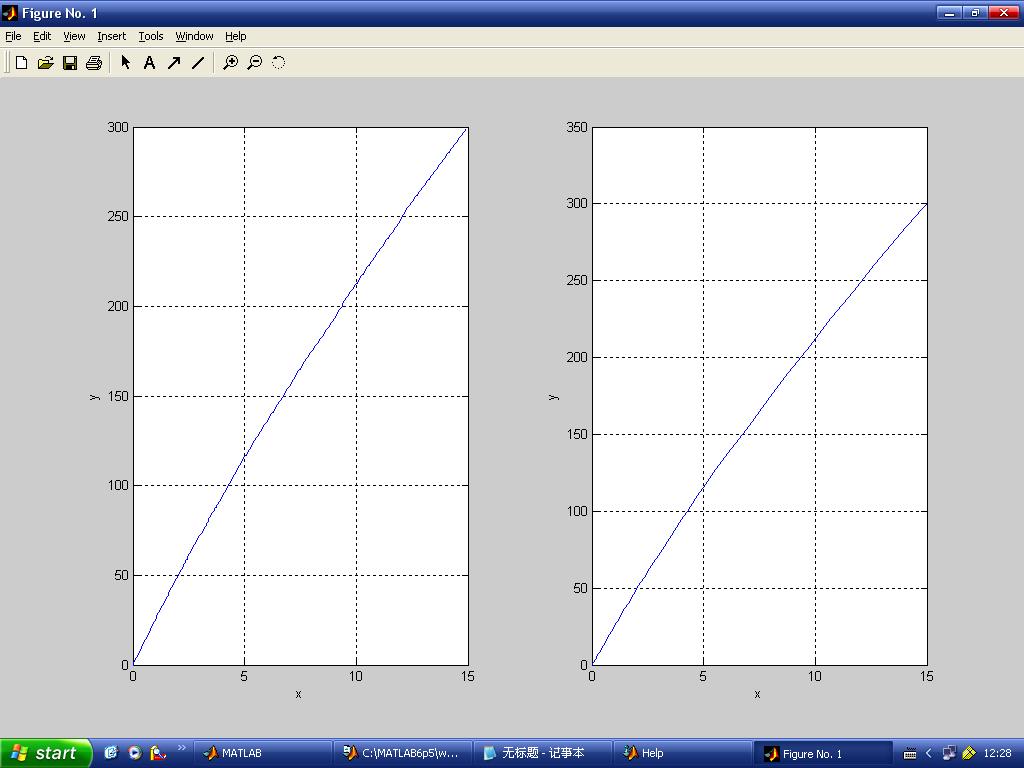 Figure No. 1
File Edit View Insert Tools Window Help
A
300
250
200
150
100
50
0
y
0 5 10 15
x
350
300
250
200
150
100
50
0
y
0 5 10 15
x
start
MATLAB
C:\MATLAB6p5\w...
无标题 - 记事本
Help
Figure No. 1
12:28